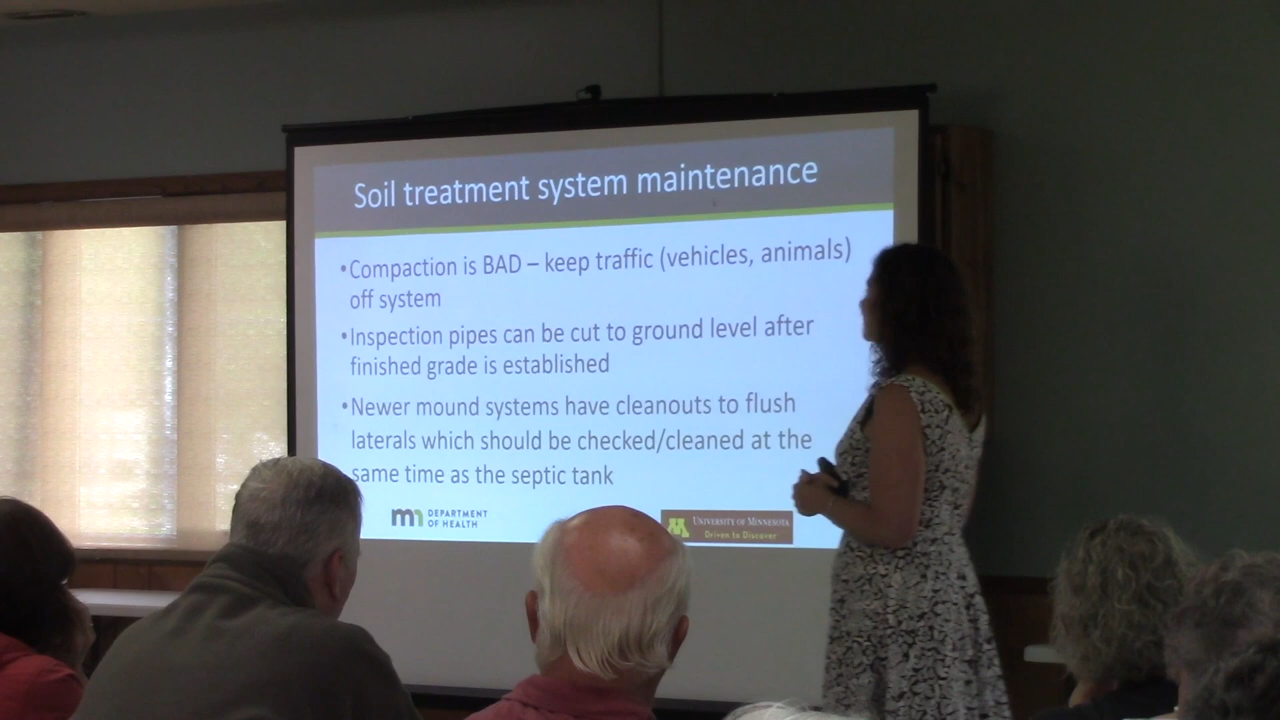 Soil treatment system maintenance
•Compaction is BAD – keep traffic (vehicles, animals)
off system
•Inspection pipes can be cut to ground level after
finished grade is established
•Newer mound systems have cleanouts to flush
laterals which should be checked/cleaned at the
same time as the septic tank
mn DEPARTMENT
OF HEALTH
M UNIVERSITY OF MINNESOTA
Driven to Discover